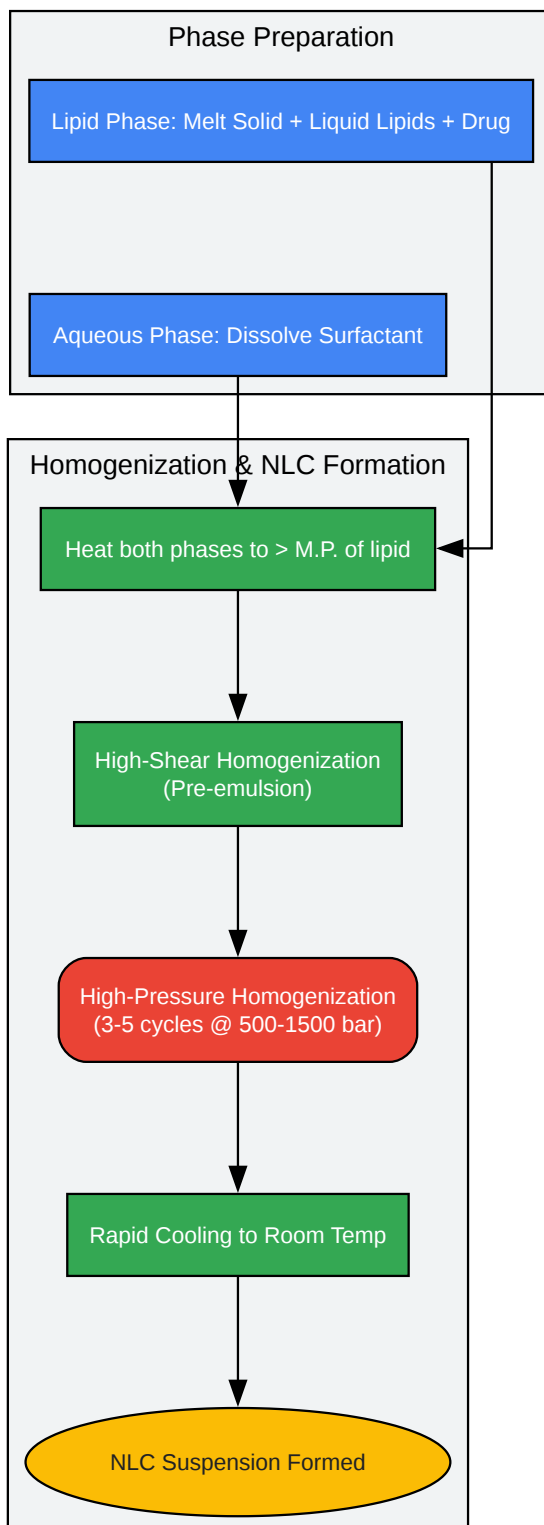 Phase Preparation
Lipid Phase: Melt Solid + Liquid Lipids + Drug
Aqueous Phase: Dissolve Surfactant
Homogenization & NLC Formation
Heat both phases to > M.P. of lipid
High-Shear Homogenization
(Pre-emulsion)
High-Pressure Homogenization
(3-5 cycles @ 500-1500 bar)
Rapid Cooling to Room Temp
NLC Suspension Formed